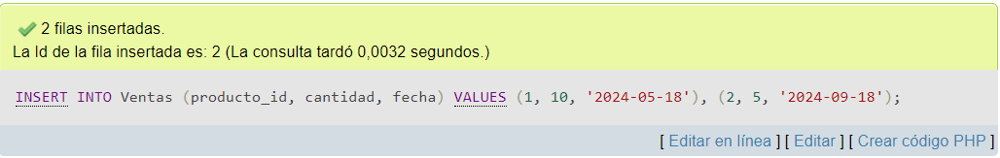 2 filas insertadas.
La Id de la fila insertada es: 2 (La consulta tardó 0,0032 segundos.)
INSERT INTO Ventas (producto_id, cantidad, fecha) VALUES (1, 10, '2024-05-18'), (2, 5, '2024-09-18');
[ Editar en línea ] [ Editar ] [ Crear código PHP ]